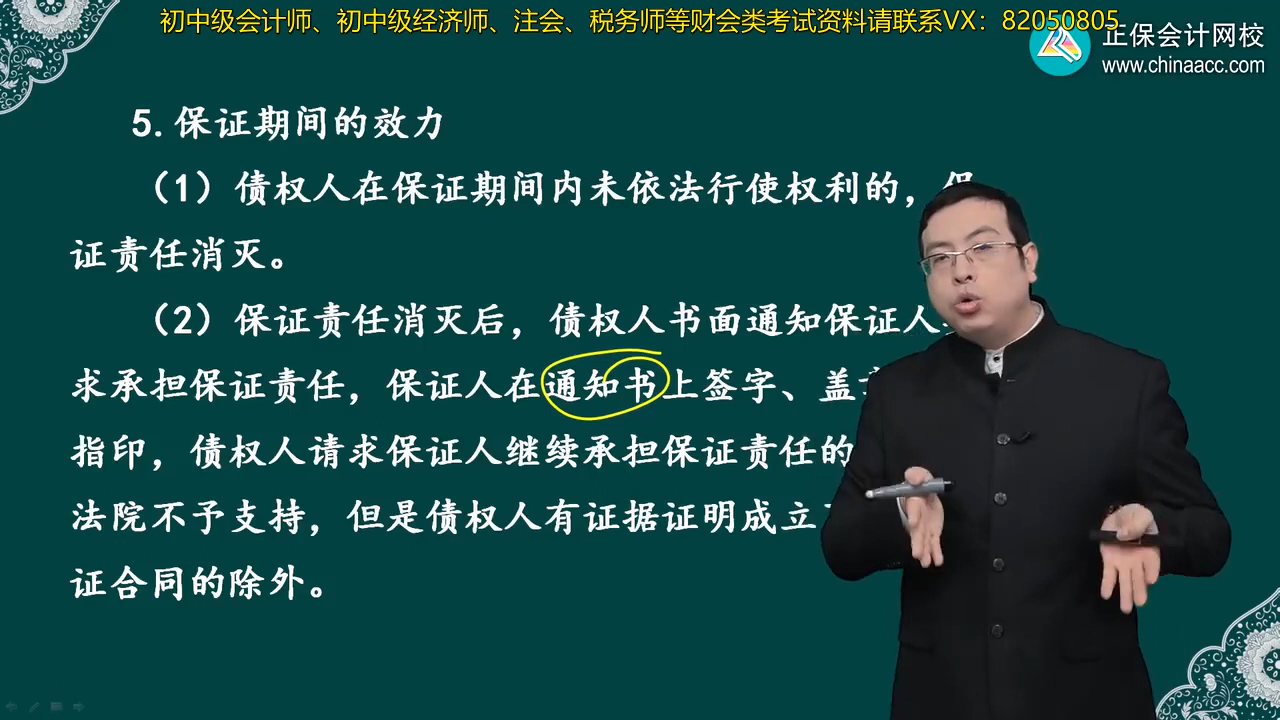 初中级会计师、初中级经济师、注会、税务师等财会类考试资料请联系VX：82050805
正保会计网校
www.chinaacc.com
5.保证期间的效力
（1）债权人在保证期间内未依法行使权利的，保
证责任消灭。
（2）保证责任消灭后，债权人书面通知保证人
求承担保证责任，保证人在通知书上签字、盖
指印，债权人请求保证人继续承担保证责任的
法院不予支持，但是债权人有证据证明成立
证合同的除外。